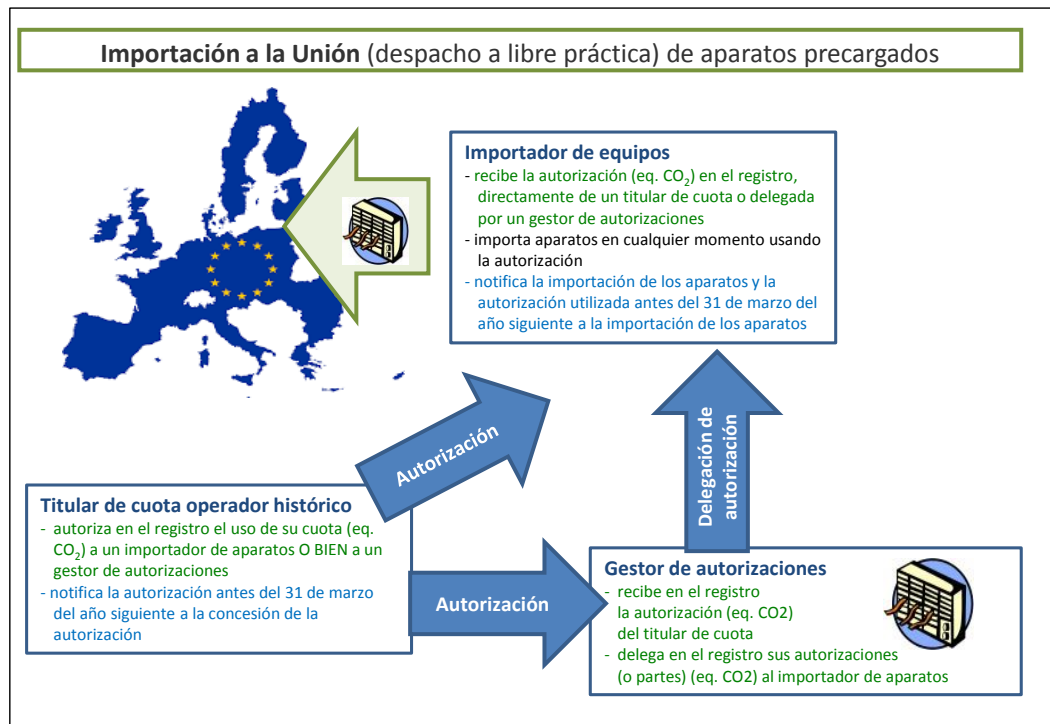 Importación a la Unión (despacho a libre práctica) de aparatos precargados
Importador de equipos
- recibe la autorización (eq. CO₂) en el registro,
directamente de un titular de cuota o delegada
por un gestor de autorizaciones
- importa aparatos en cualquier momento usando
la autorización
- notifica la importación de los aparatos y la
autorización utilizada antes del 31 de marzo del
año siguiente a la importación de los aparatos
Autorización
Delegación de
autorización
Titular de cuota operador histórico
- autoriza en el registro el uso de su cuota (eq.
CO₂) a un importador de aparatos O BIEN a un
gestor de autorizaciones
- notifica la autorización antes del 31 de marzo
del año siguiente a la concesión de la
autorización
Autorización
Gestor de autorizaciones
- recibe en el registro
la autorización (eq. CO2)
del titular de cuota
- delega en el registro sus autorizaciones
(o partes) (eq. CO2) al importador de aparatos